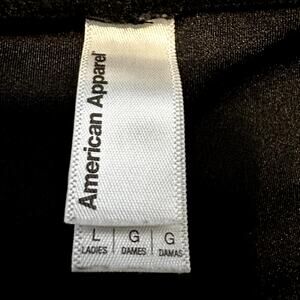 American Apparel®
L | G | G
LADIES | DAMES | DAMAS